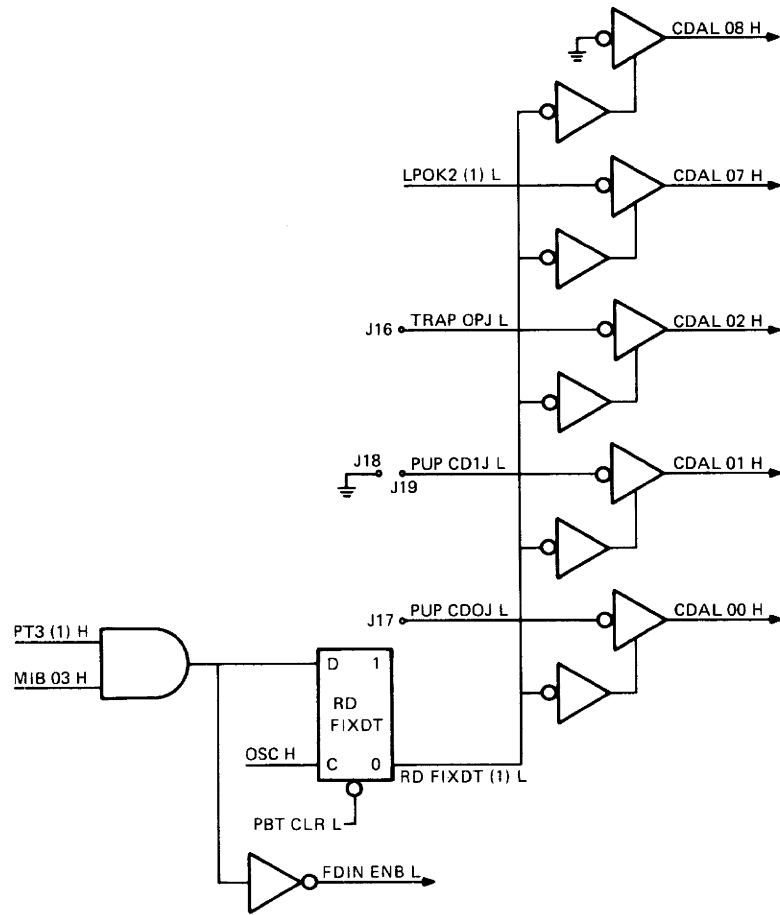 CDAL 08 H
LPOK2 (1) L
CDAL 07 H
J16
TRAP OPJ L
CDAL 02 H
J18
J19
PUP CD1J L
CDAL 01 H
J17
PUP CD0J L
CDAL 00 H
PT3 (1) H
MIB 03 H
D 1
RD
FIXDT
OSC H
C 0
RD FIXDT (1) L
PBT CLR L
FDIN ENB L